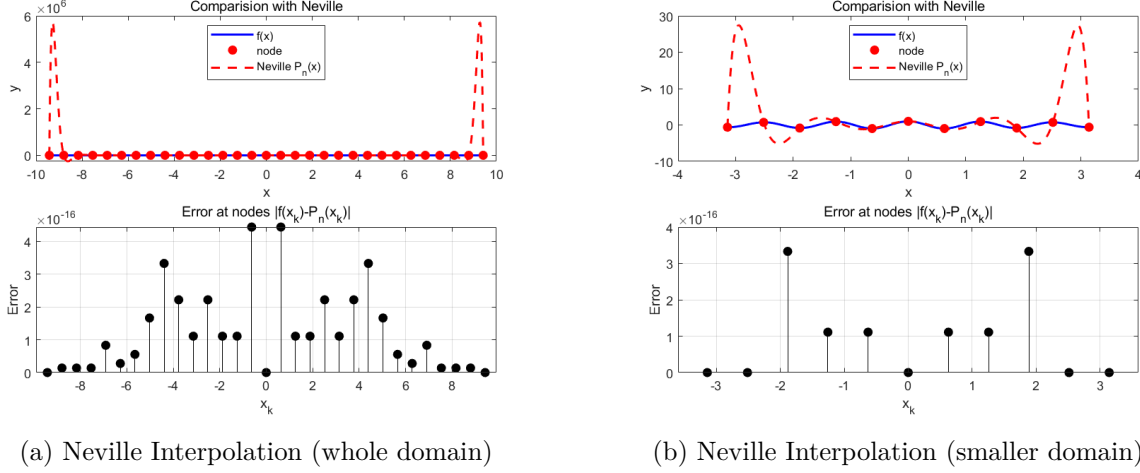 Comparision with Neville
×10^6
6
4
2
0
y
f(x)
node
Neville P_n(x)
-10 -8 -6 -4 -2 0 2 4 6 8 10
x
Error at nodes |f(x_k)-P_n(x_k)|
×10^-16
4
3
2
1
0
Error
-8 -6 -4 -2 0 2 4 6 8
x_k
(a) Neville Interpolation (whole domain)
Comparision with Neville
30
20
10
0
-10
y
f(x)
node
Neville P_n(x)
-4 -3 -2 -1 0 1 2 3 4
x
Error at nodes |f(x_k)-P_n(x_k)|
×10^-16
4
3
2
1
0
Error
-3 -2 -1 0 1 2 3
x_k
(b) Neville Interpolation (smaller domain)